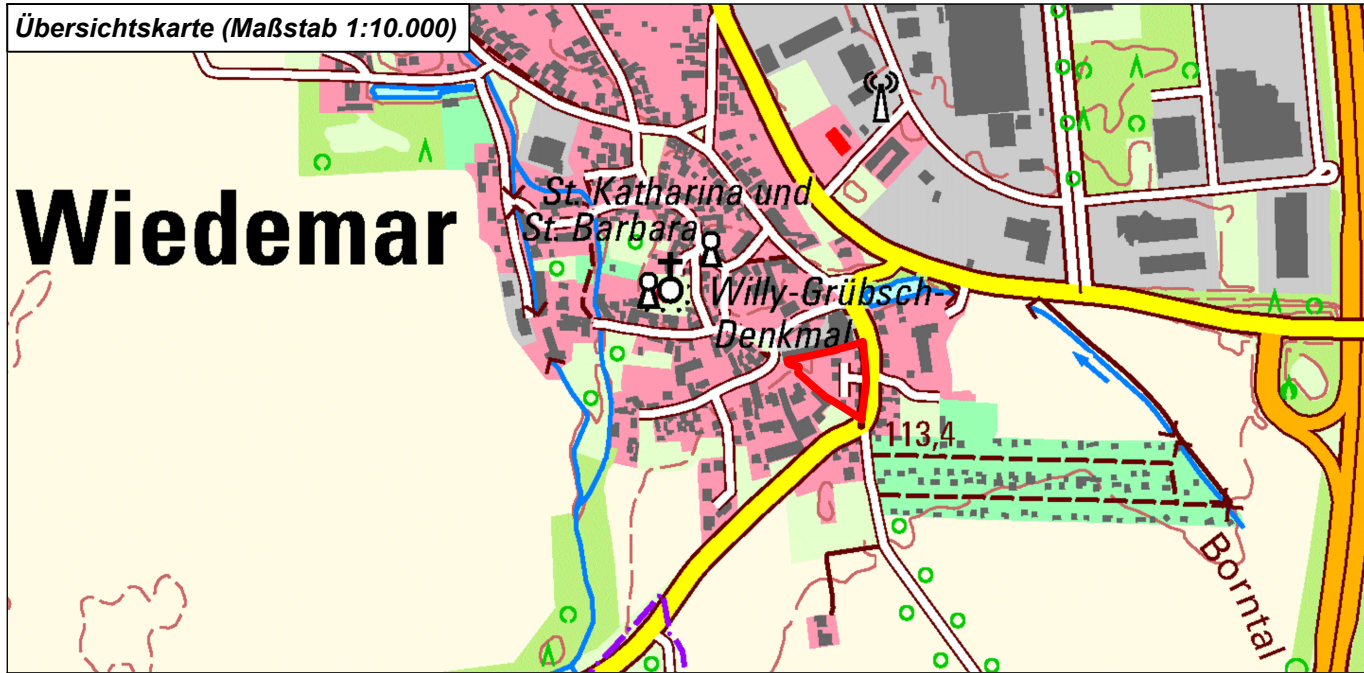 Übersichtskarte (Maßstab 1:10.000)
Wiedemar
St. Katharina und
St. Barbara
Willy-Grübsch-
Denkmal
113,4
Borntal